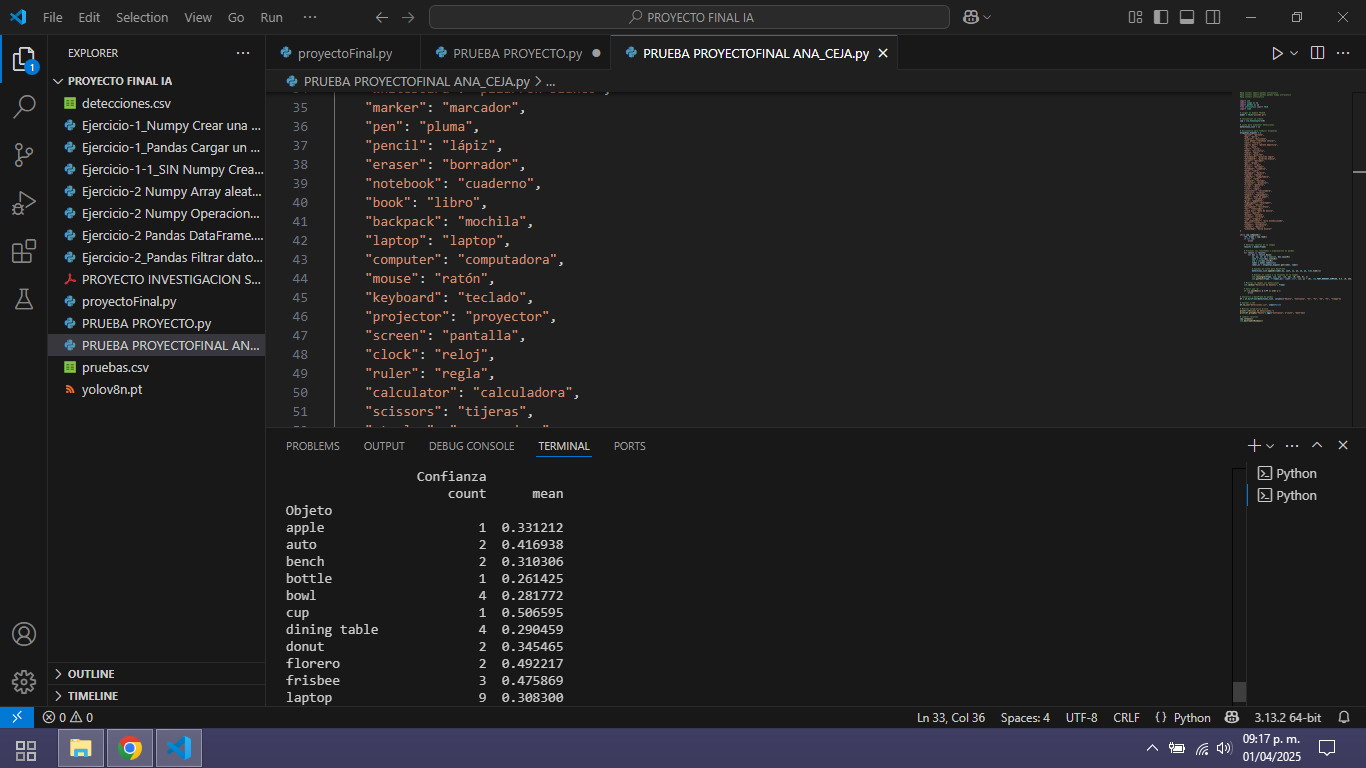 File Edit Selection View Go Run ··· PROYECTO FINAL IA
EXPLORER ···
PROYECTO FINAL IA
detecciones.csv
Ejercicio-1_Numpy Crear una ...
Ejercicio-1_Pandas Cargar un ...
Ejercicio-1-1_SIN Numpy Crea...
Ejercicio-2 Numpy Array aleat...
Ejercicio-2 Numpy Operacion...
Ejercicio-2 Pandas DataFrame....
Ejercicio-2_Pandas Filtrar dato...
PROYECTO INVESTIGACION S...
proyectoFinal.py
PRUEBA PROYECTO.py
PRUEBA PROYECTOFINAL AN...
pruebas.csv
yolov8n.pt
OUTLINE
TIMELINE
1
proyectoFinal.py PRUEBA PROYECTO.py PRUEBA PROYECTOFINAL ANA_CEJA.py
PRUEBA PROYECTOFINAL ANA_CEJA.py > ...
35 "marker": "marcador",
36 "pen": "pluma",
37 "pencil": "lápiz",
38 "eraser": "borrador",
39 "notebook": "cuaderno",
40 "book": "libro",
41 "backpack": "mochila",
42 "laptop": "laptop",
43 "computer": "computadora",
44 "mouse": "ratón",
45 "keyboard": "teclado",
46 "projector": "proyector",
47 "screen": "pantalla",
48 "clock": "reloj",
49 "ruler": "regla",
50 "calculator": "calculadora",
51 "scissors": "tijeras",
PROBLEMS OUTPUT DEBUG CONSOLE TERMINAL PORTS
Confianza
count mean
Objeto
apple 1 0.331212
auto 2 0.416938
bench 2 0.310306
bottle 1 0.261425
bowl 4 0.281772
cup 1 0.506595
dining table 4 0.290459
donut 2 0.345465
florero 2 0.492217
frisbee 3 0.475869
laptop 9 0.308300
Python
Python
0 0 Ln 33, Col 36 Spaces: 4 UTF-8 CRLF {} Python 3.13.2 64-bit
09:17 p. m.
01/04/2025